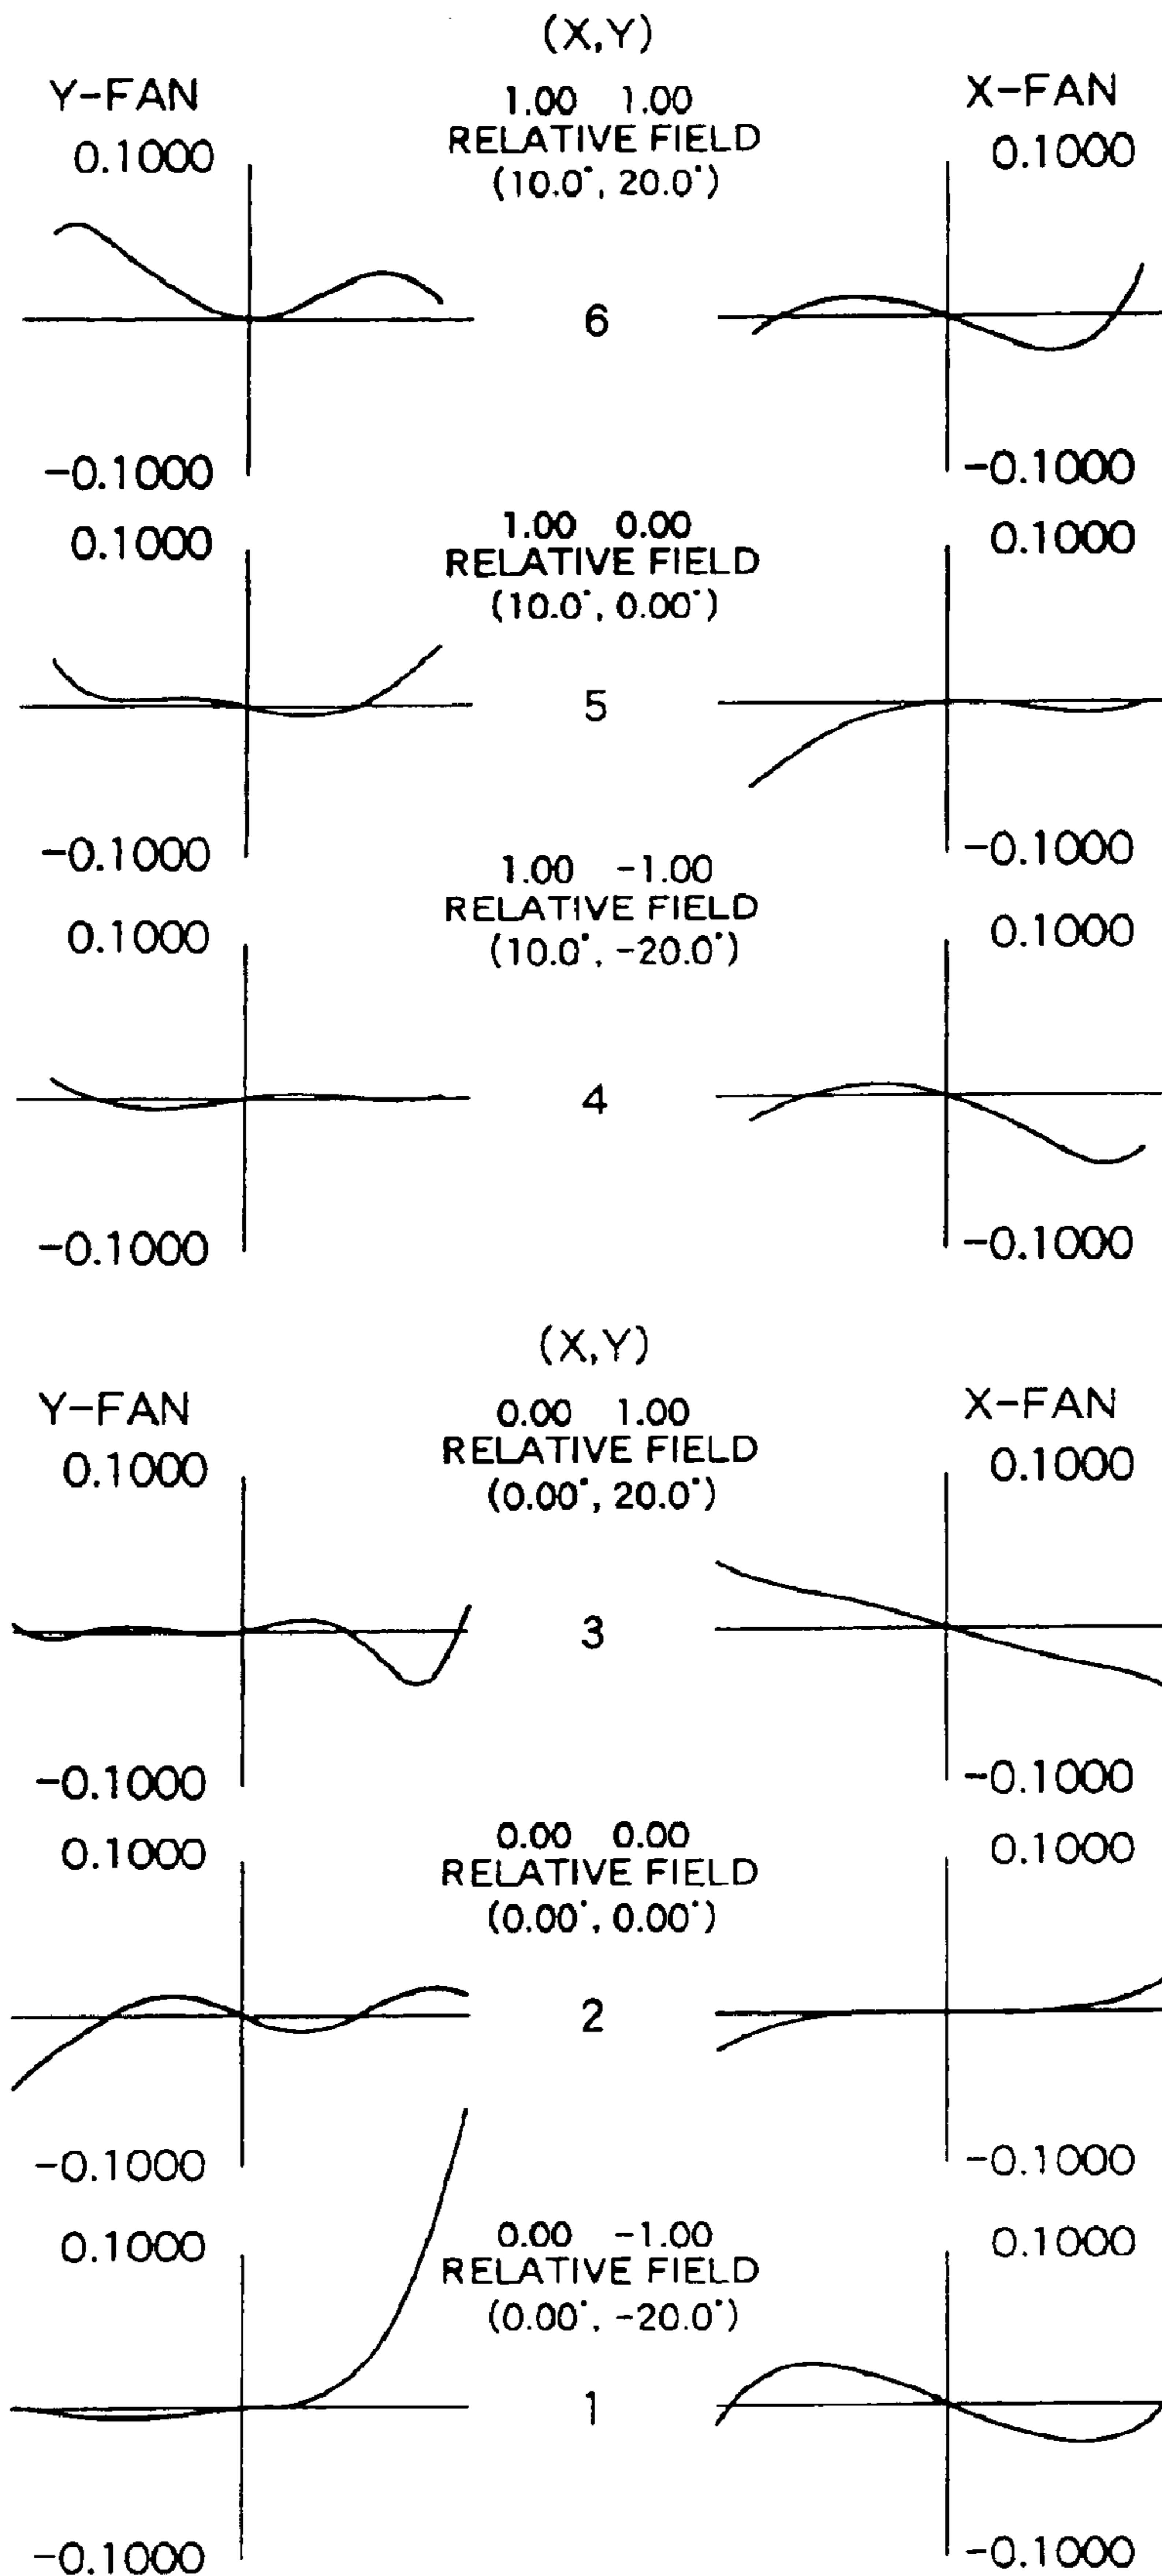 (X,Y)
Y-FAN 1.00 1.00 X-FAN
0.1000 RELATIVE FIELD 0.1000
(10.0°, 20.0°)
6
-0.1000 -0.1000
0.1000 1.00 0.00 0.1000
RELATIVE FIELD
(10.0°, 0.00°)
5
-0.1000 -0.1000
1.00 -1.00
RELATIVE FIELD
0.1000 (10.0°, -20.0°) 0.1000
4
-0.1000 -0.1000
(X,Y)
Y-FAN 0.00 1.00 X-FAN
0.1000 RELATIVE FIELD 0.1000
(0.00°, 20.0°)
3
-0.1000 -0.1000
0.1000 0.00 0.00 0.1000
RELATIVE FIELD
(0.00°, 0.00°)
2
-0.1000 -0.1000
0.1000 0.00 -1.00 0.1000
RELATIVE FIELD
(0.00°, -20.0°)
1
-0.1000 -0.1000